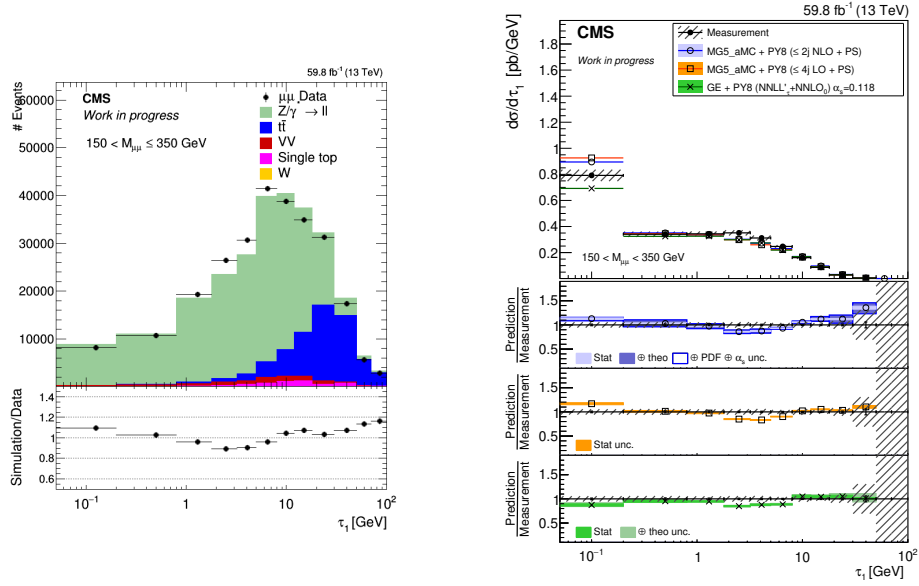 59.8 fb⁻¹ (13 TeV)
# Events
60000
50000
40000
30000
20000
10000
CMS
Work in progress
150 < Mμμ ≤ 350 GeV
μμ Data
Z/γ* → ll
tt̄
VV
Single top
W
Simulation/Data
1.4
1.2
1
0.8
0.6
10⁻¹
1
10
10²
τ₁ [GeV]
59.8 fb⁻¹ (13 TeV)
dσ/dτ₁ [pb/GeV]
1.8
1.6
1.4
1.2
1
0.8
0.6
0.4
0.2
CMS
Work in progress
Measurement
MG5_aMC + PY8 (≤ 2j NLO + PS)
MG5_aMC + PY8 (≤ 4j LO + PS)
GE + PY8 (NNLL'τ+NNLO₀) αs=0.118
150 < Mμμ < 350 GeV
Prediction
Measurement
1.5
1
0.5
Stat
⊕ theo
⊕ PDF ⊕ αs unc.
Prediction
Measurement
1.5
1
0.5
Stat unc.
Prediction
Measurement
1.5
1
0.5
Stat
⊕ theo unc.
10⁻¹
1
10
10²
τ₁ [GeV]